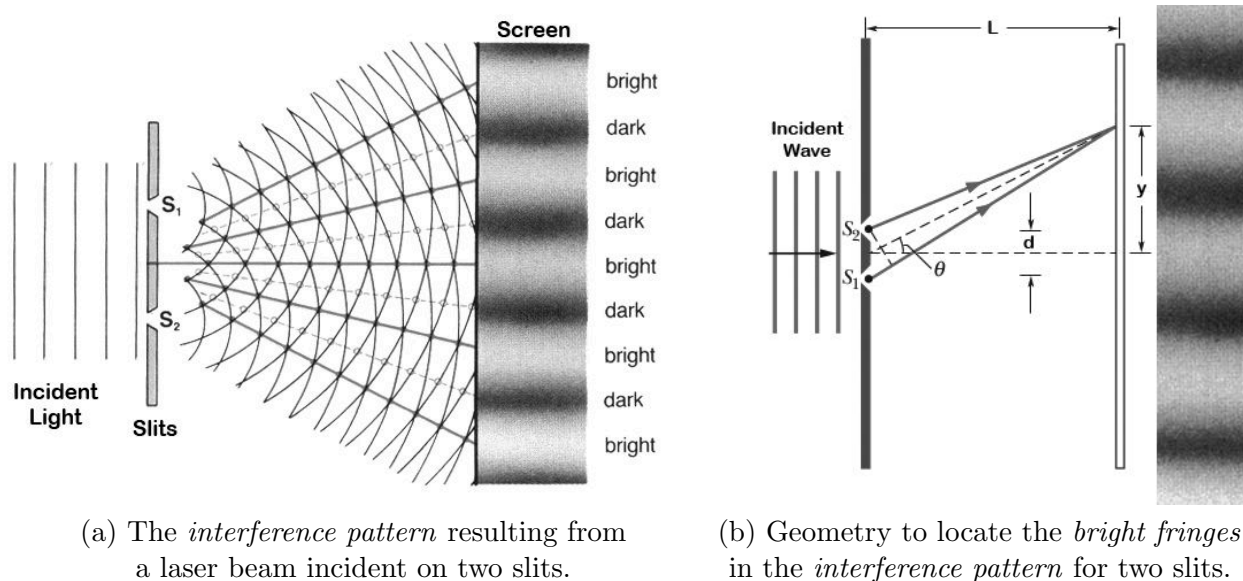 Screen
bright
dark
bright
dark
bright
dark
bright
dark
bright
S1
S2
Incident
Light
Slits
(a) The interference pattern resulting from
a laser beam incident on two slits.
L
Incident
Wave
y
S2
d
θ
S1
(b) Geometry to locate the bright fringes
in the interference pattern for two slits.